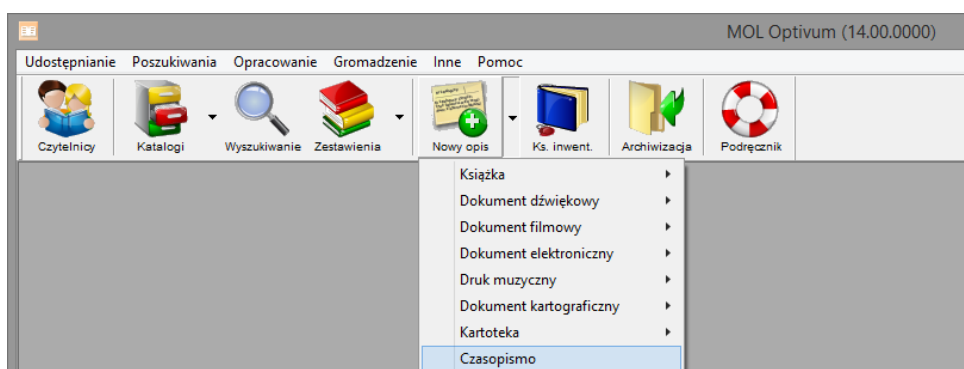 MOL Optivum (14.00.0000)
Udostępnianie Poszukiwania Opracowanie Gromadzenie Inne Pomoc
Czytelnicy Katalogi Wyszukiwanie Zestawienia Nowy opis Ks. inwent. Archiwizacja Podręcznik
Książka
Dokument dźwiękowy
Dokument filmowy
Dokument elektroniczny
Druk muzyczny
Dokument kartograficzny
Kartoteka
Czasopismo